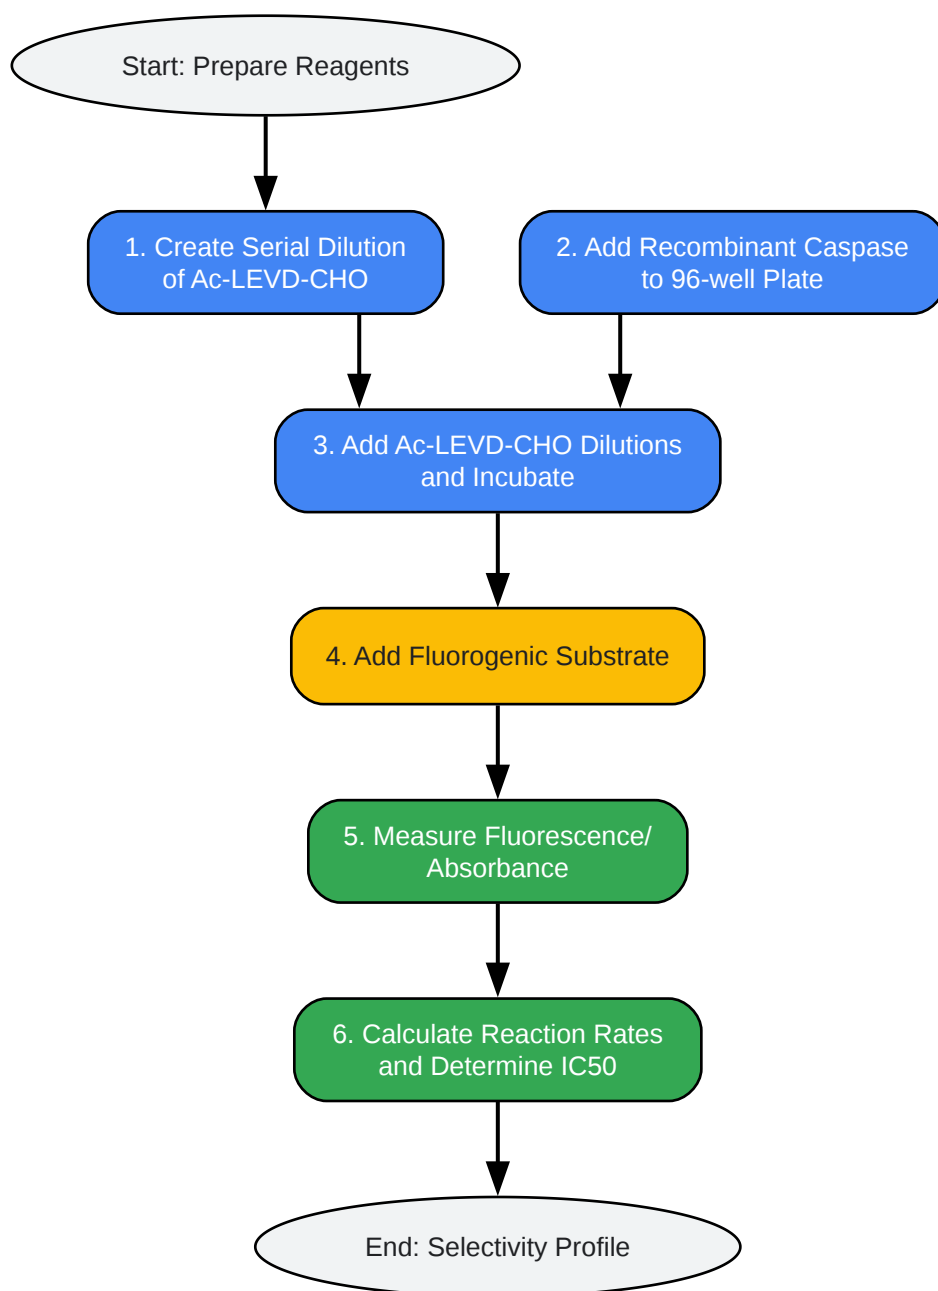 Start: Prepare Reagents
1. Create Serial Dilution
of Ac-LEVD-CHO
2. Add Recombinant Caspase
to 96-well Plate
3. Add Ac-LEVD-CHO Dilutions
and Incubate
4. Add Fluorogenic Substrate
5. Measure Fluorescence/
Absorbance
6. Calculate Reaction Rates
and Determine IC50
End: Selectivity Profile